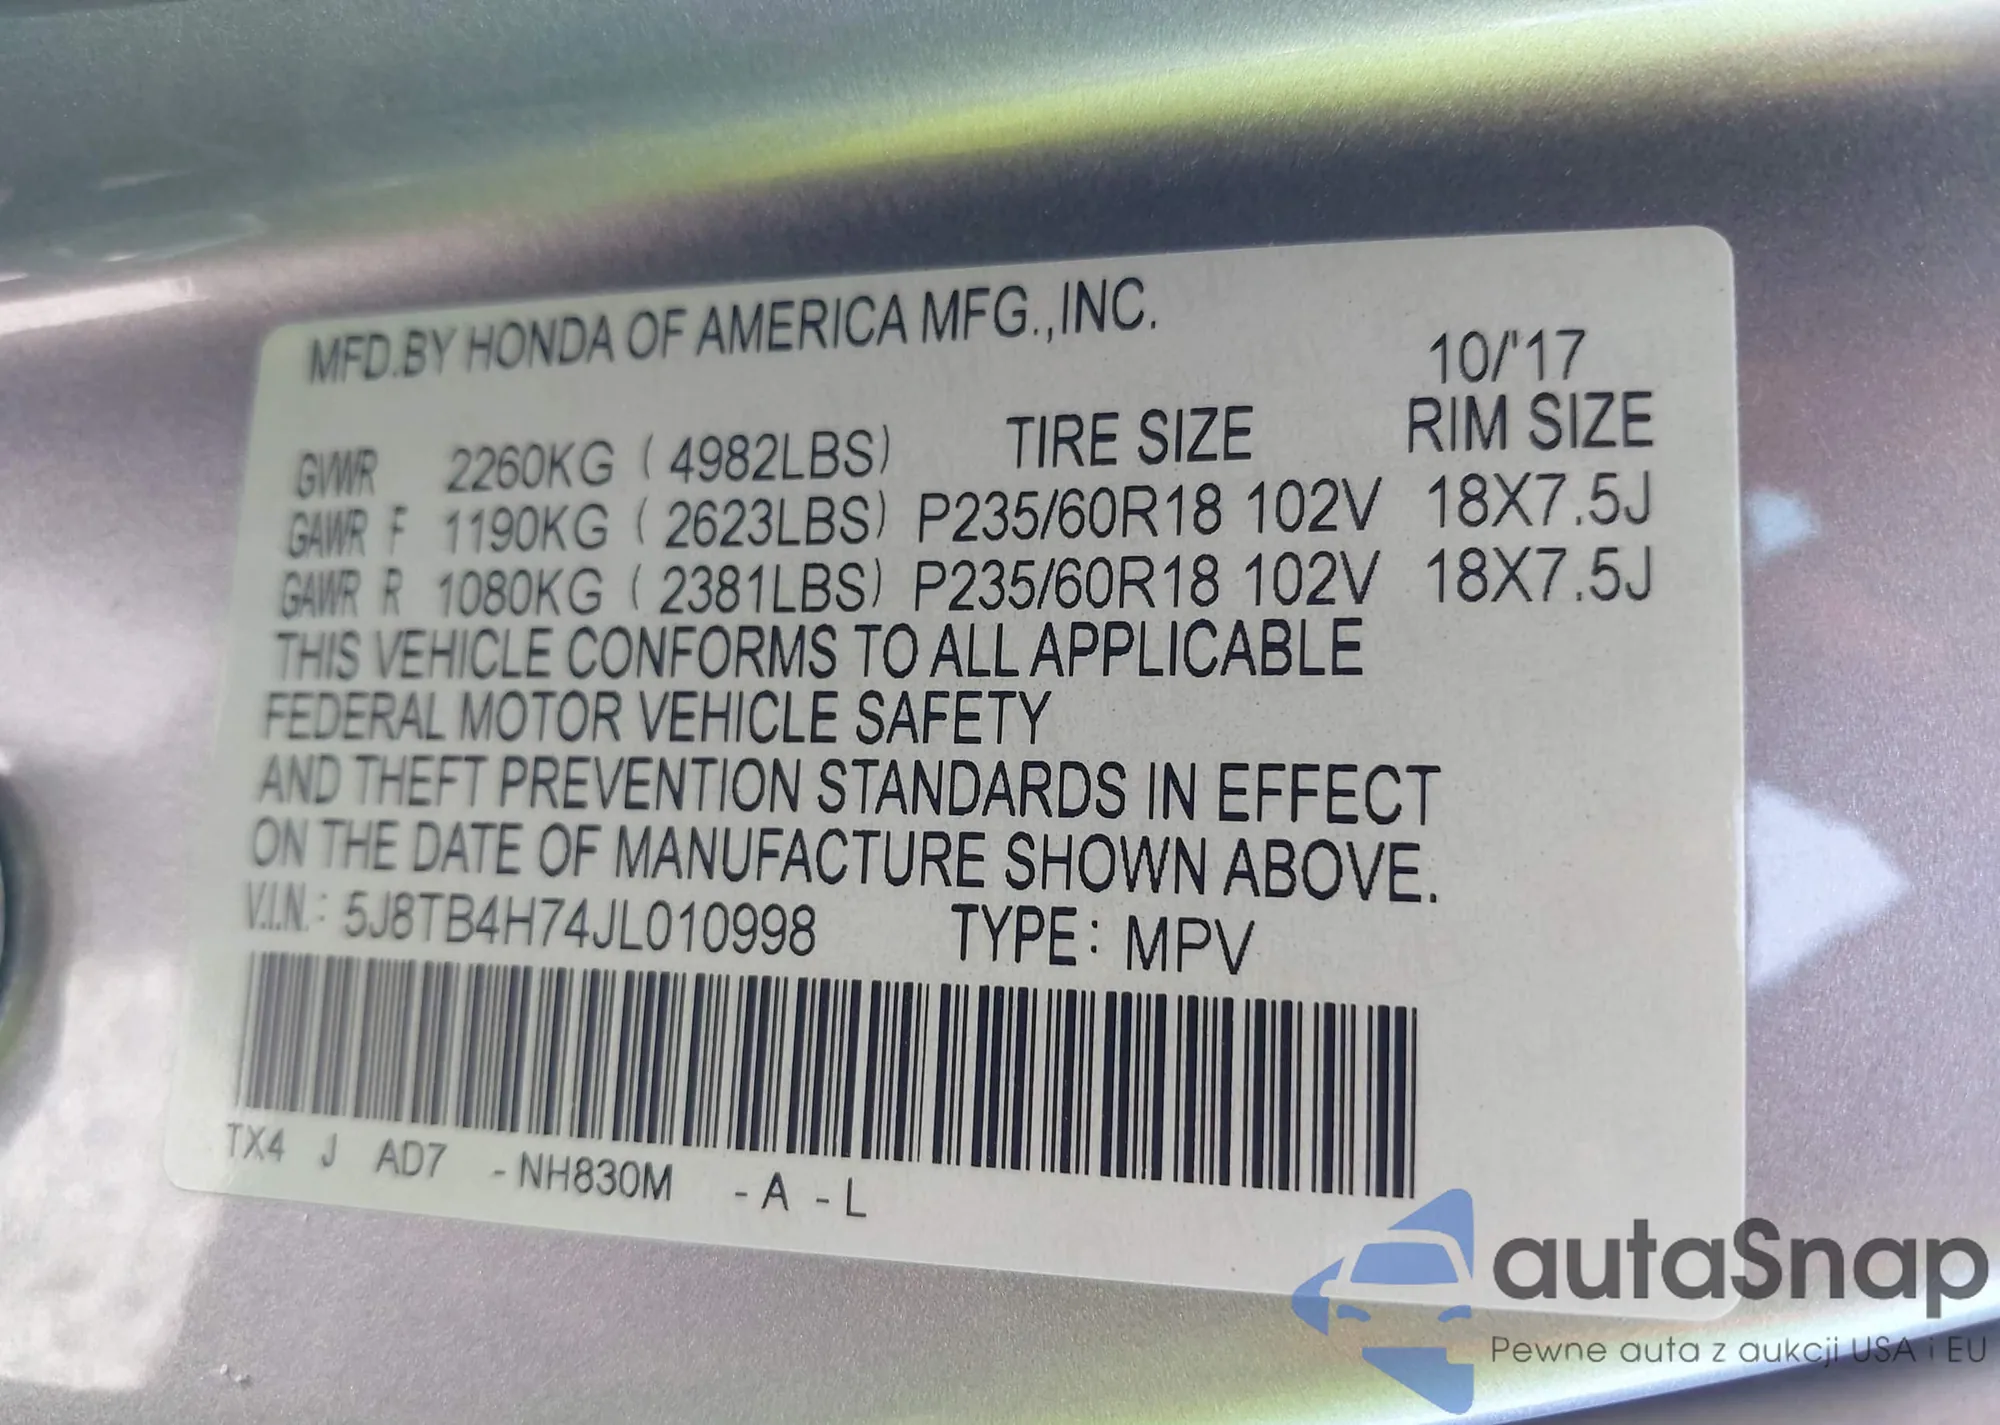 MFD.BY HONDA OF AMERICA MFG.,INC.
10/'17
GVWR 2260KG ( 4982LBS) TIRE SIZE RIM SIZE
GAWR F 1190KG ( 2623LBS) P235/60R18 102V 18X7.5J
GAWR R 1080KG ( 2381LBS) P235/60R18 102V 18X7.5J
THIS VEHICLE CONFORMS TO ALL APPLICABLE
FEDERAL MOTOR VEHICLE SAFETY
AND THEFT PREVENTION STANDARDS IN EFFECT
ON THE DATE OF MANUFACTURE SHOWN ABOVE.
V.I.N.: 5J8TB4H74JL010998 TYPE: MPV
TX4 J AD7 -NH830M -A -L
autaSnap
Pewne auta z aukcji USA i EU